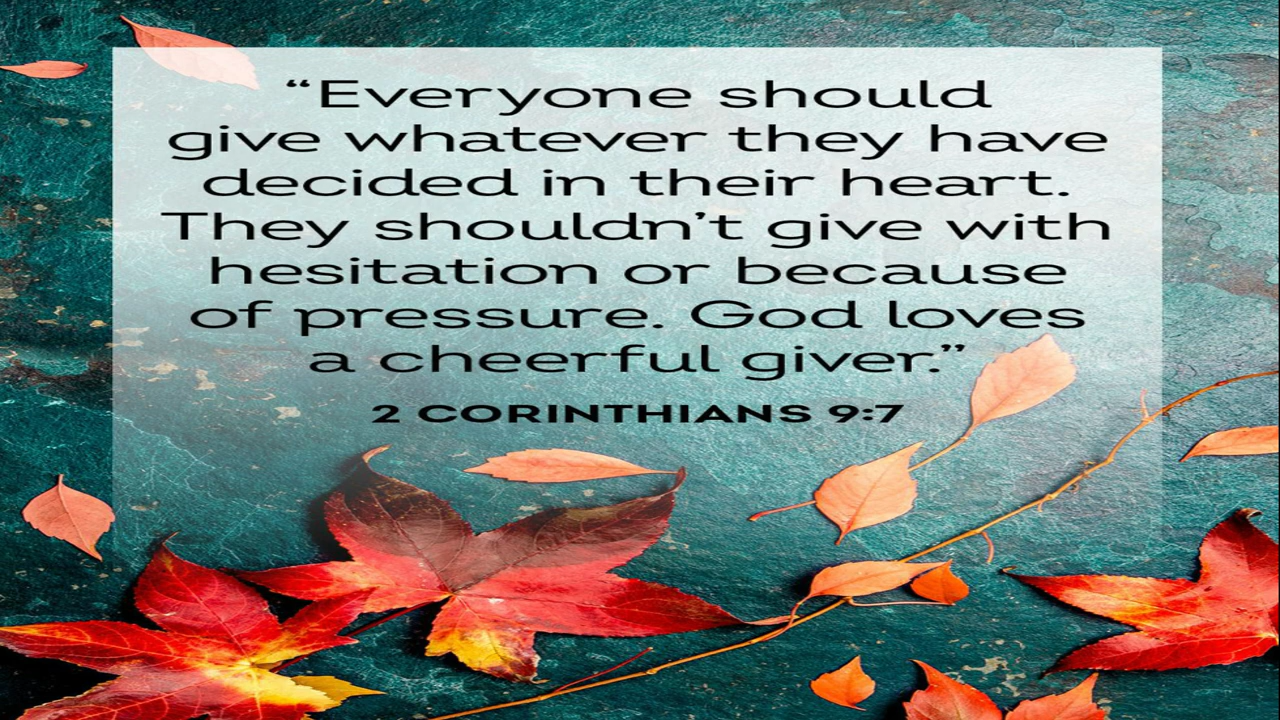 “Everyone should
give whatever they have
decided in their heart.
They shouldn’t give with
hesitation or because
of pressure. God loves
a cheerful giver.”
2 CORINTHIANS 9:7